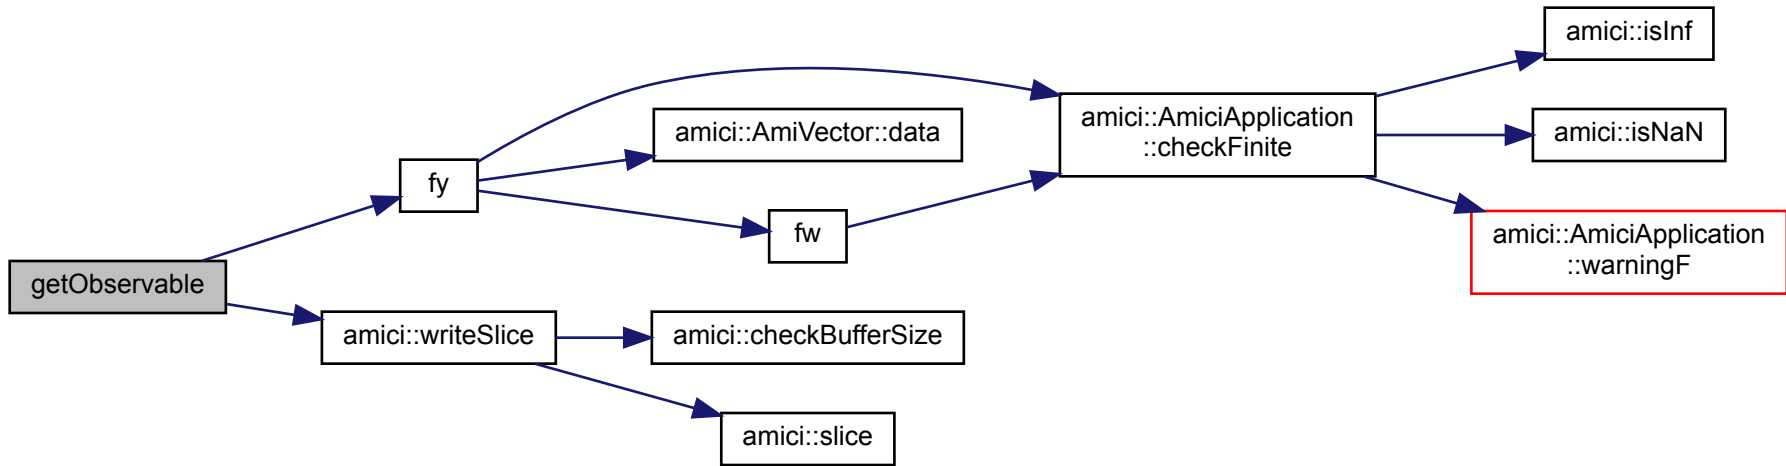 getObservable
fy
amici::writeSlice
amici::AmiVector::data
fw
amici::checkBufferSize
amici::slice
amici::AmiciApplication
::checkFinite
amici::isInf
amici::isNaN
amici::AmiciApplication
::warningF